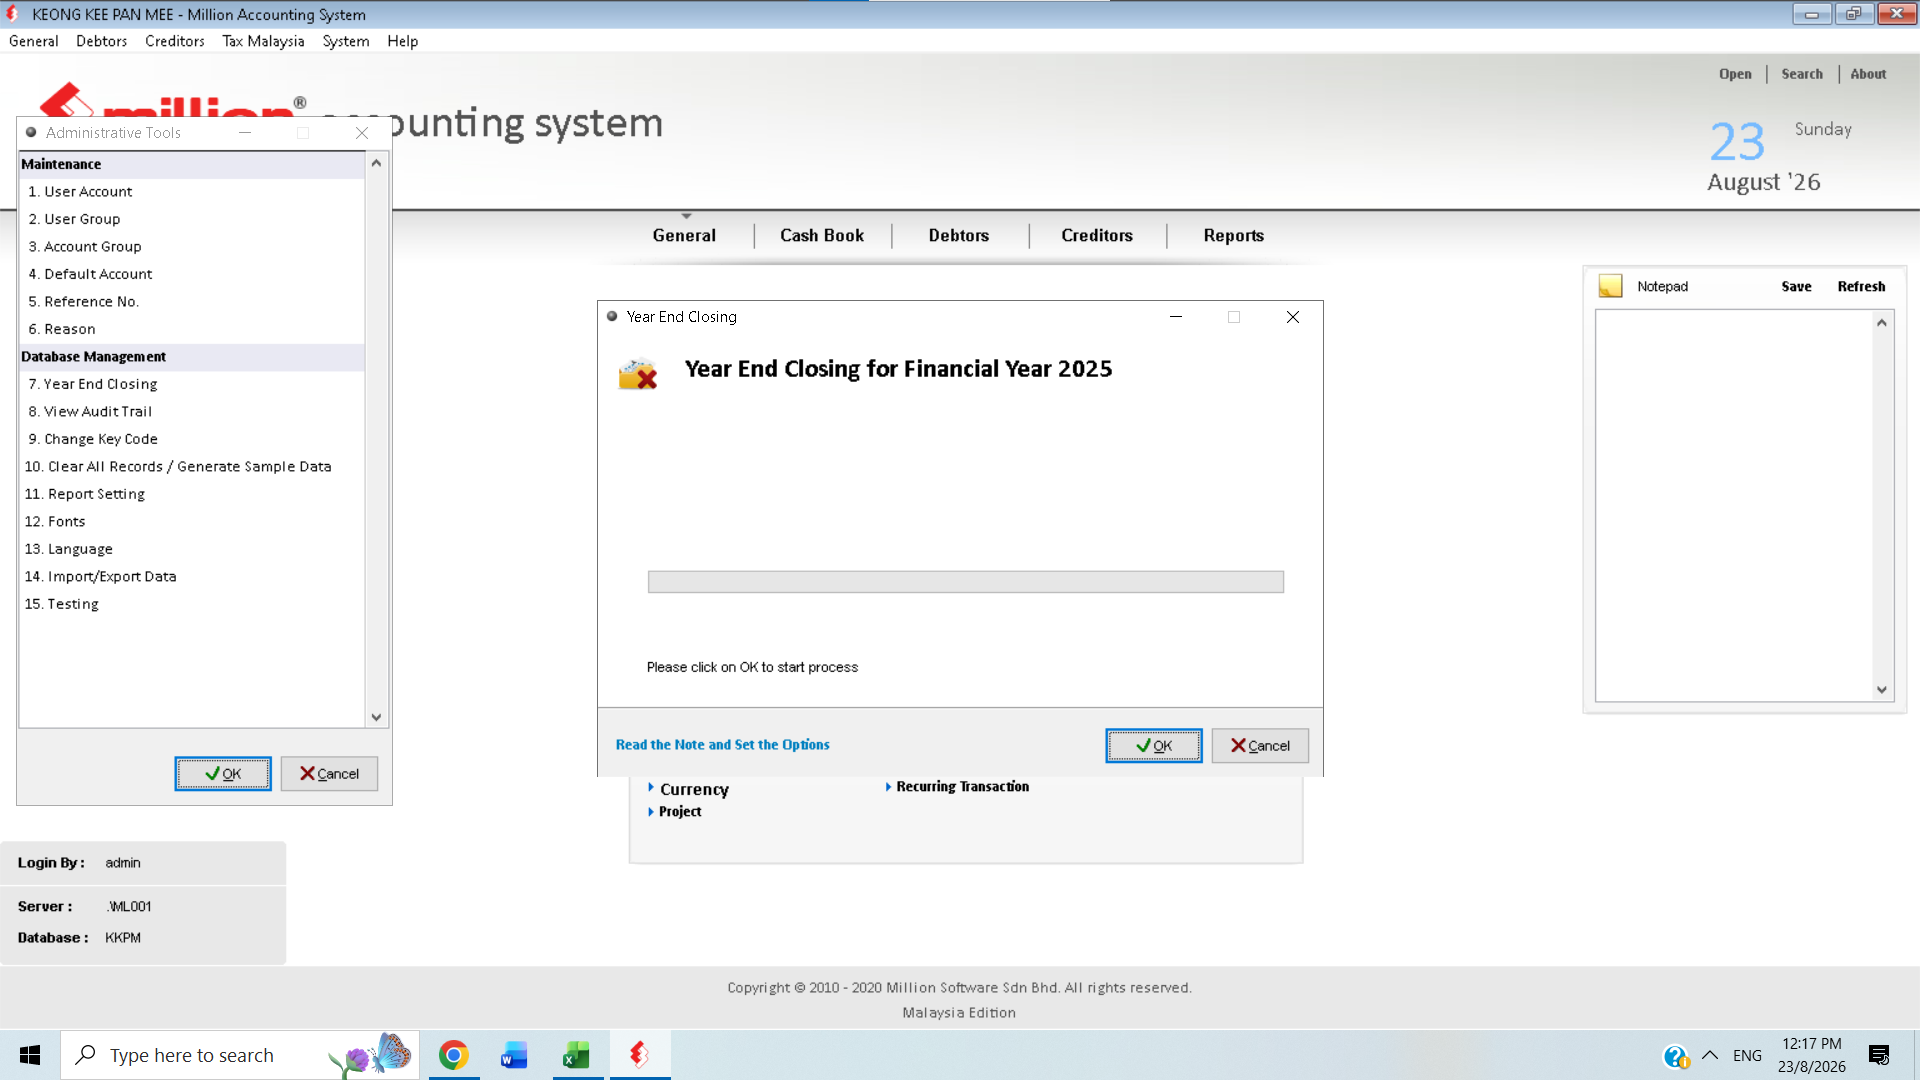 KEONG KEE PAN MEE - Million Accounting System
General Debtors Creditors Tax Malaysia System Help
Open Search About
®
accounting system
23 Sunday
August '26
Administrative Tools
Maintenance
1. User Account
2. User Group
3. Account Group
4. Default Account
5. Reference No.
6. Reason
Database Management
7. Year End Closing
8. View Audit Trail
9. Change Key Code
10. Clear All Records / Generate Sample Data
11. Report Setting
12. Fonts
13. Language
14. Import/Export Data
15. Testing
OK Cancel
General Cash Book Debtors Creditors Reports
Year End Closing
Year End Closing for Financial Year 2025
Please click on OK to start process
Read the Note and Set the Options
OK Cancel
Currency
Recurring Transaction
Project
Notepad Save Refresh
Login By : admin
Server : .\ML001
Database : KKPM
Copyright © 2010 - 2020 Million Software Sdn Bhd. All rights reserved.
Malaysia Edition
Type here to search
ENG
12:17 PM
23/8/2026